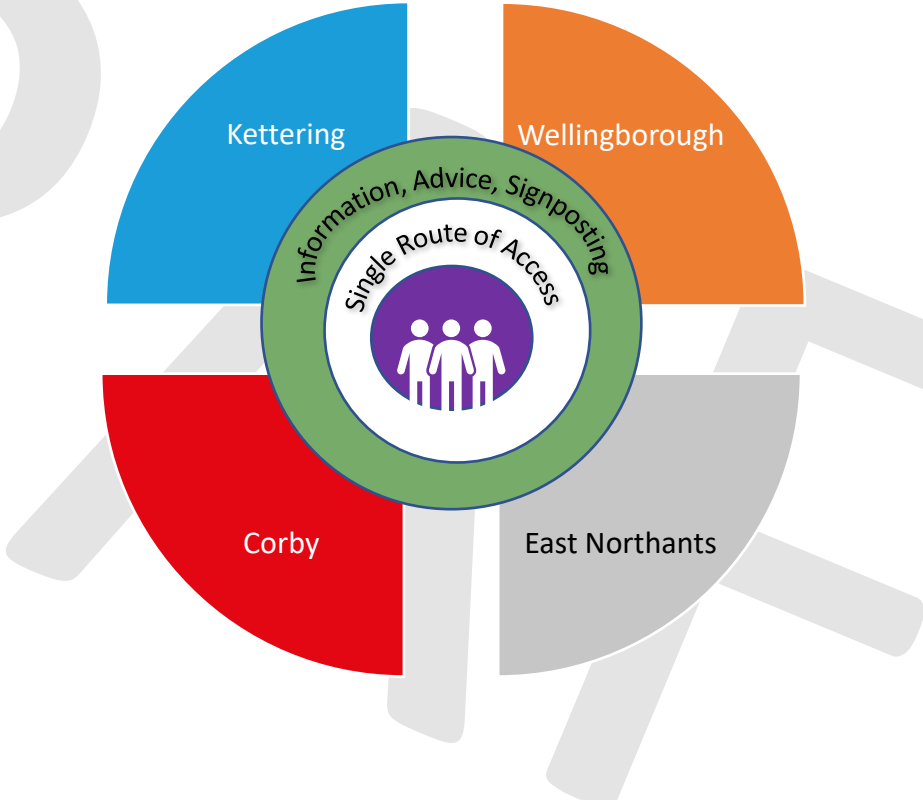 Kettering
Wellingborough
Information, Advice, Signposting
Single Route of Access
Corby
East Northants